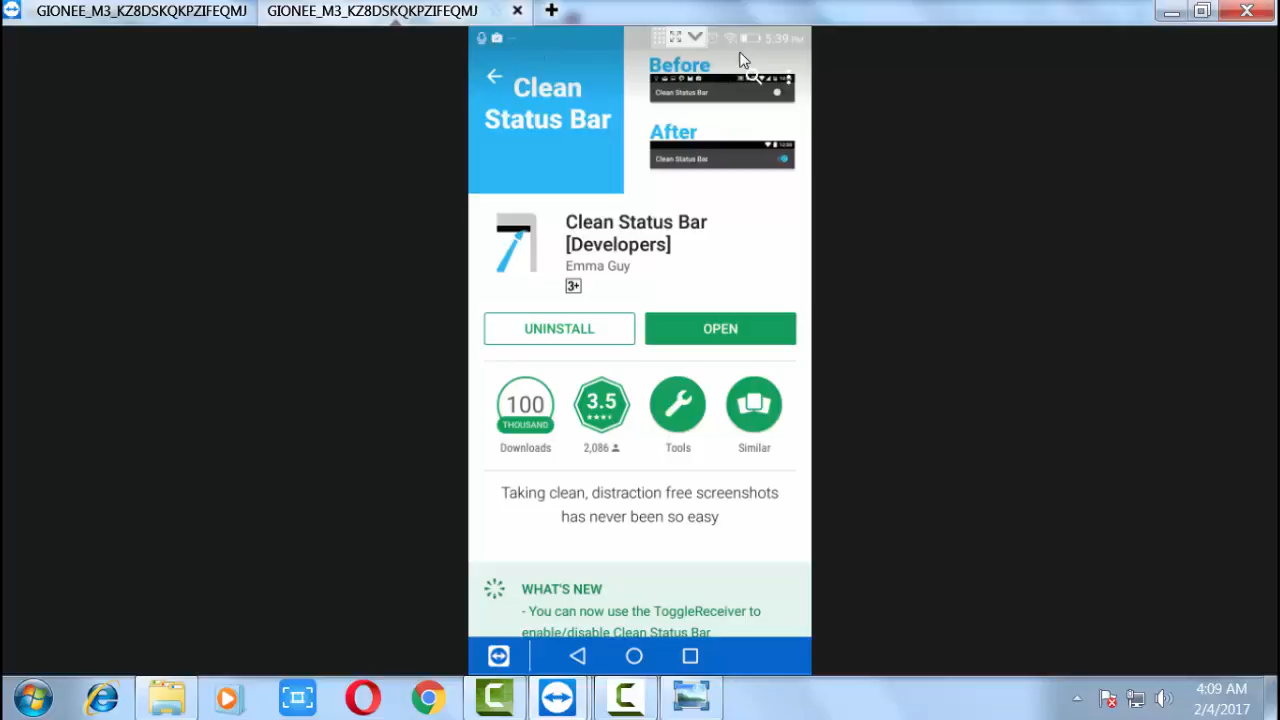 GIONEE_M3_KZ8DSKQKPZIFEQMJ
GIONEE_M3_KZ8DSKQKPZIFEQMJ
5:39 PM
Clean
Status Bar
Before
Clean Status Bar
After
Clean Status Bar
Clean Status Bar
[Developers]
Emma Guy
3+
UNINSTALL
OPEN
100
THOUSAND
Downloads
3.5
2,086
Tools
Similar
Taking clean, distraction free screenshots
has never been so easy
WHAT'S NEW
- You can now use the ToggleReceiver to
enable/disable Clean Status Bar
4:09 AM
2/4/2017